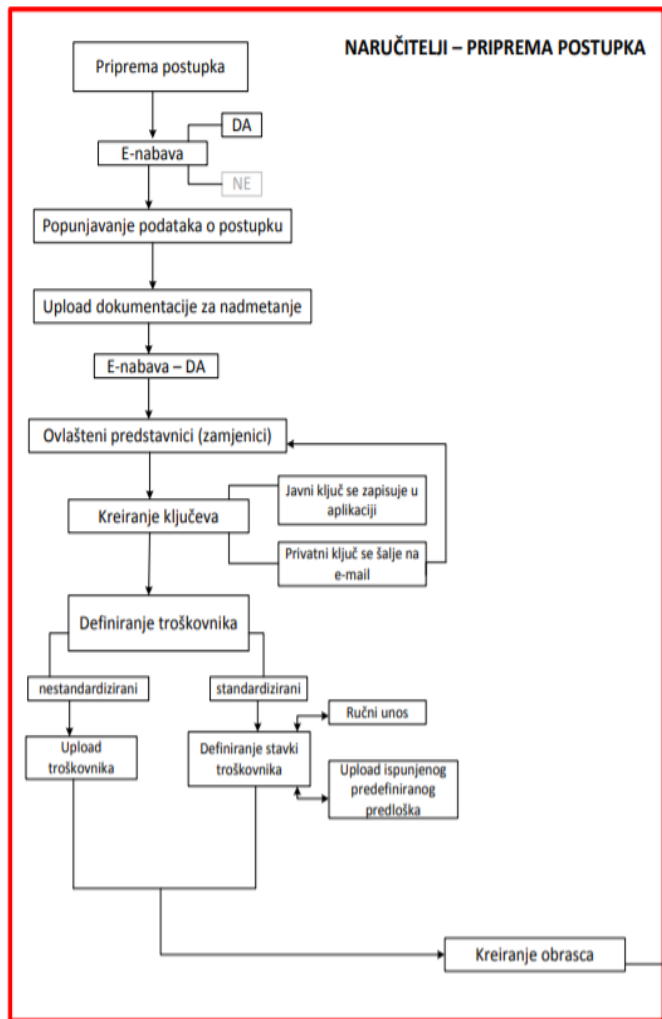 NARUČITELJI – PRIPREMA POSTUPKA
Priprema postupka
DA
E-nabava
NE
Popunjavanje podataka o postupku
Upload dokumentacije za nadmetanje
E-nabava – DA
Ovlašteni predstavnici (zamjenici)
Javni ključ se zapisuje u
aplikaciji
Kreiranje ključeva
Privatni ključ se šalje na
e-mail
Definiranje troškovnika
nestandardizirani
standardizirani
Ručni unos
Upload
troškovnika
Definiranje stavki
troškovnika
Upload ispunjenog
predefiniranog
predloška
Kreiranje obrasca